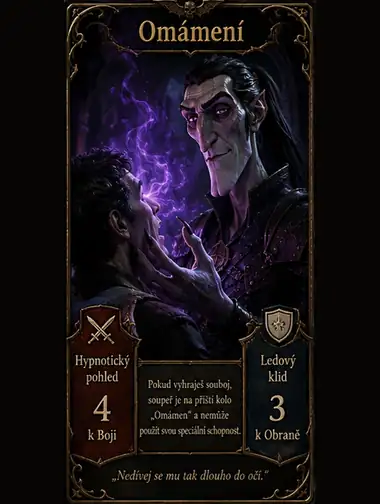 Omámení
Hypnotický
pohled
4
k Boji
Pokud vyhraješ souboj,
soupeř je na příští kolo
„Omámen" a nemůže
použít svou speciální schopnost.
Ledový
klid
3
k Obraně
„Nedívej se mu tak dlouho do očí."